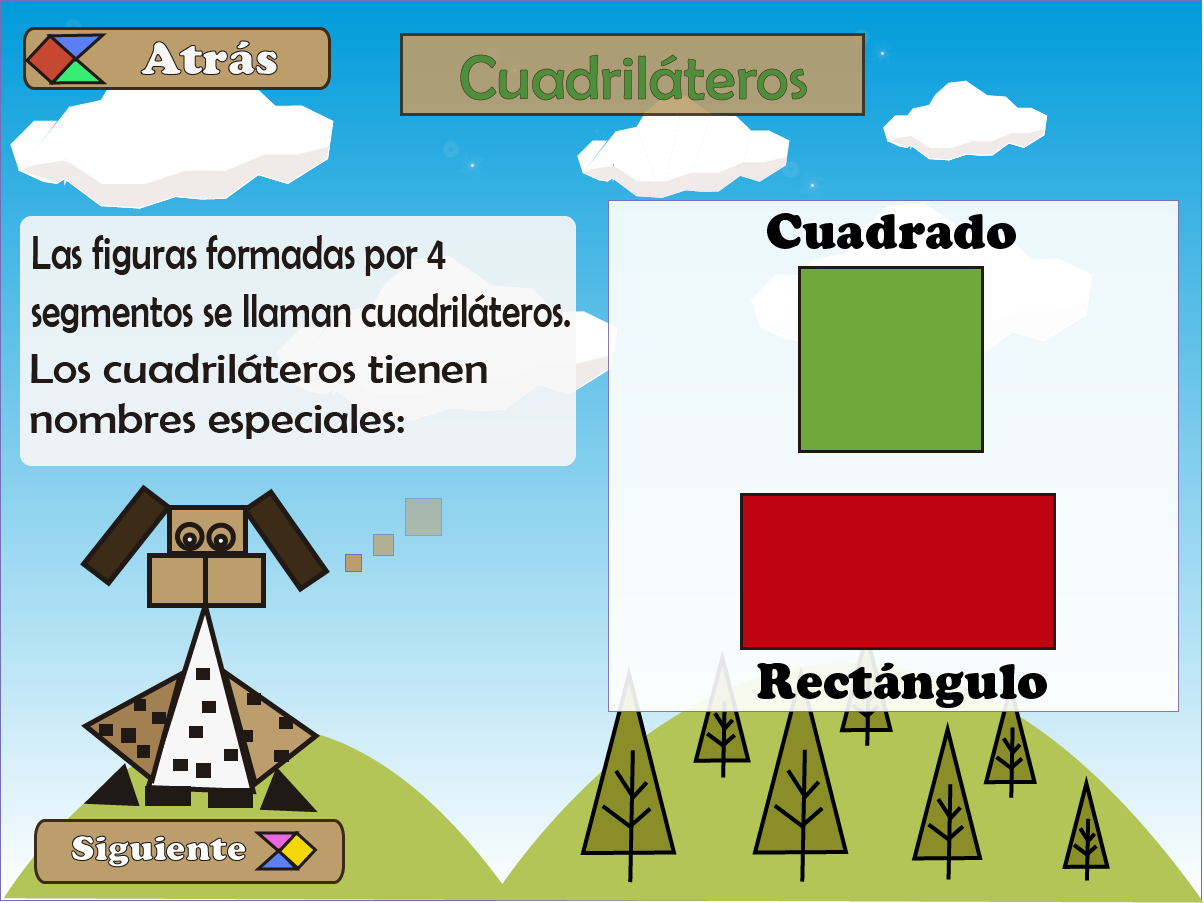 Atrás
Cuadriláteros
Las figuras formadas por 4
segmentos se llaman cuadriláteros.
Los cuadriláteros tienen
nombres especiales:
Cuadrado
Rectángulo
Siguiente